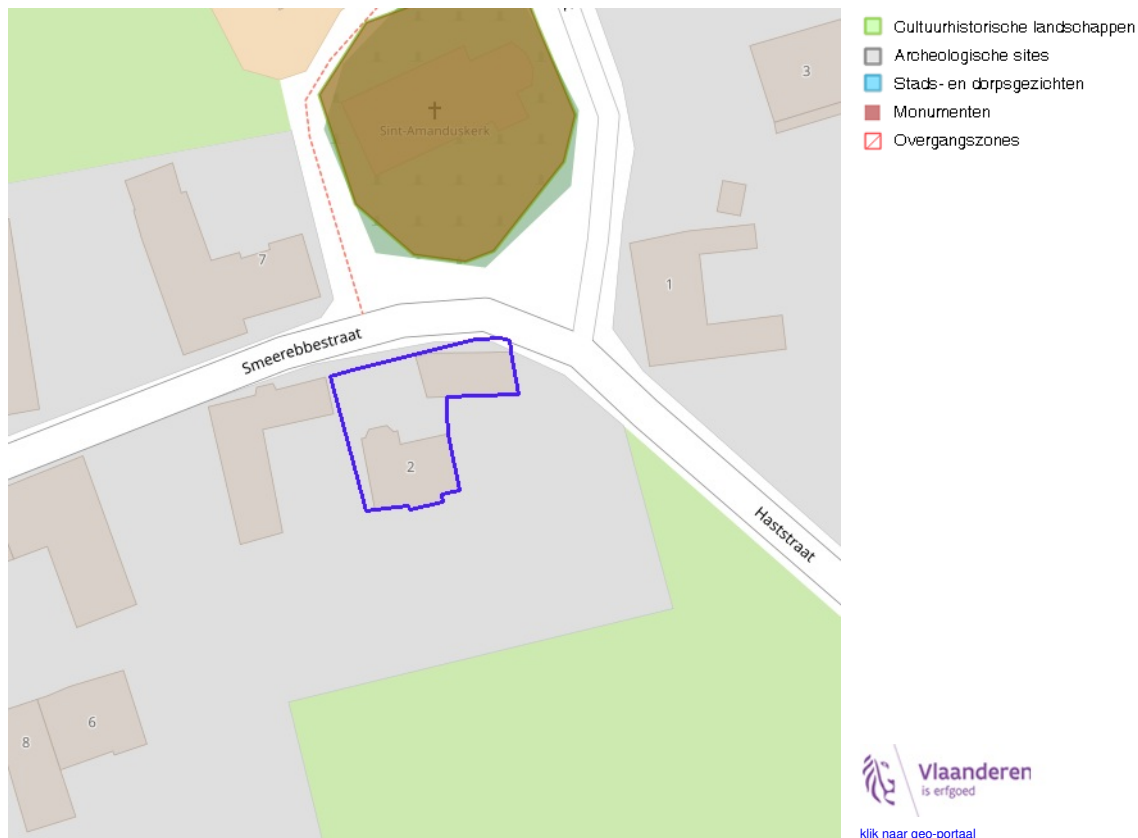 Cultuurhistorische landschappen
Archeologische sites
Stads- en dorpsgezichten
Monumenten
Overgangszones
3
Sint-Amanduskerk
7
1
Smeerebbestraat
2
Haststraat
6
8
Vlaanderen
is erfgoed
klik naar geo-portaal